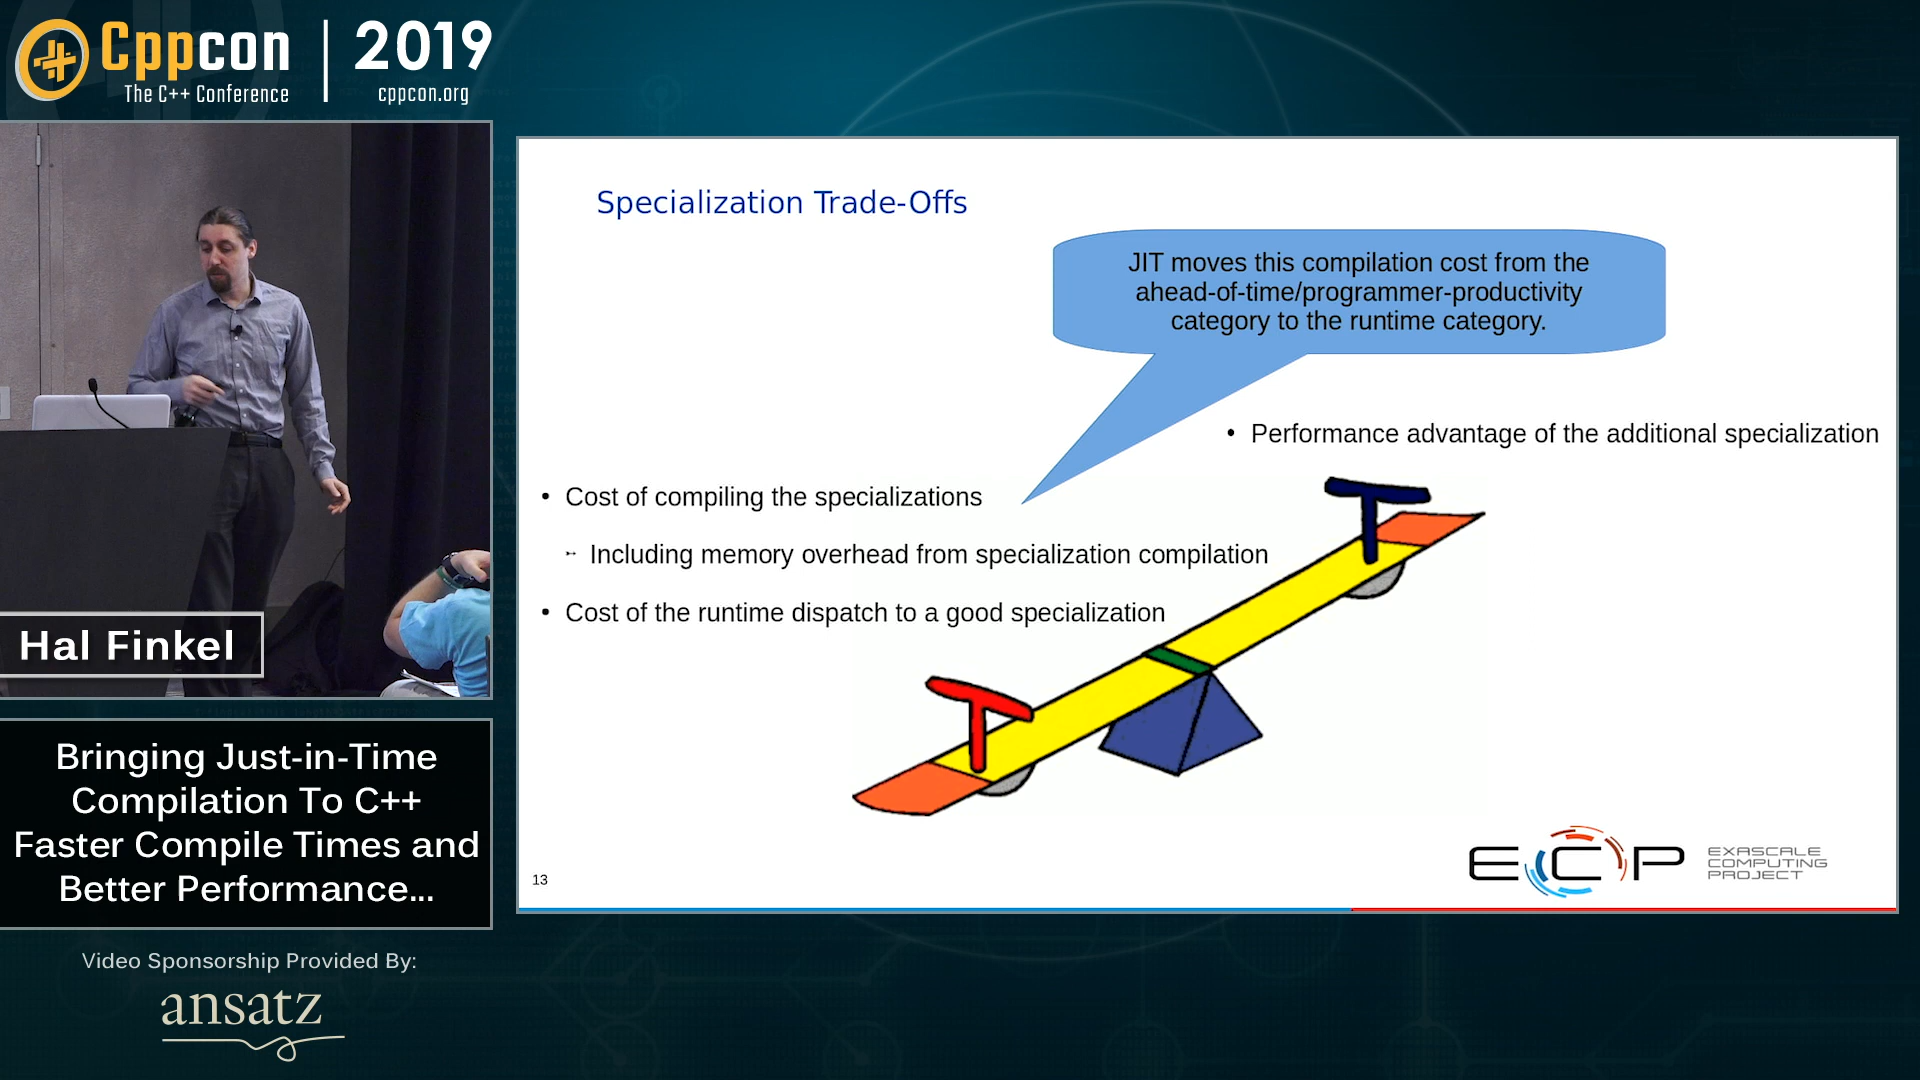 Cppcon
The C++ Conference
2019
cppcon.org
Hal Finkel
Bringing Just-in-Time
Compilation To C++
Faster Compile Times and
Better Performance...
Video Sponsorship Provided By:
ansatz
Specialization Trade-Offs
JIT moves this compilation cost from the
ahead-of-time/programmer-productivity
category to the runtime category.
• Performance advantage of the additional specialization
• Cost of compiling the specializations
➻ Including memory overhead from specialization compilation
• Cost of the runtime dispatch to a good specialization
13
ECP
EXASCALE
COMPUTING
PROJECT